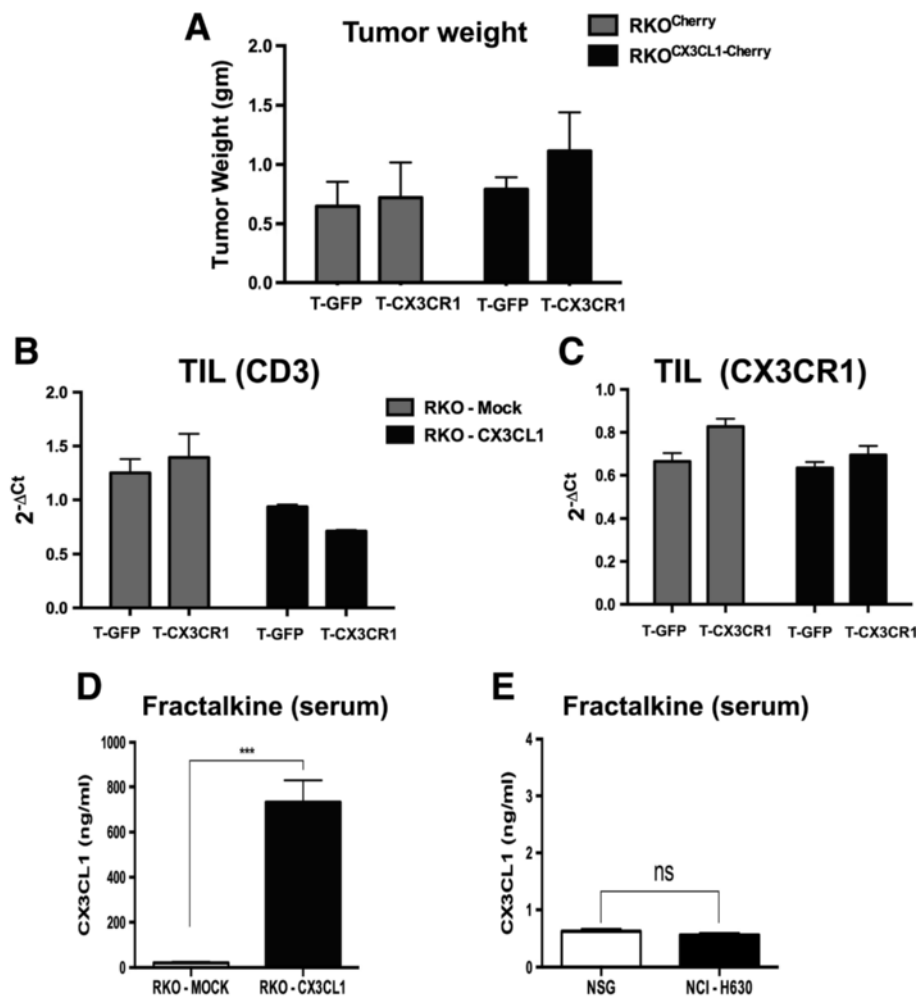 A
Tumor weight
RKO^Cherry
RKO^CX3CL1-Cherry
Tumor Weight (gm)
2.0
1.5
1.0
0.5
0.0
T-GFP T-CX3CR1 T-GFP T-CX3CR1
B
TIL (CD3)
RKO - Mock
RKO - CX3CL1
2^-ΔCt
2.0
1.5
1.0
0.5
0.0
T-GFP T-CX3CR1 T-GFP T-CX3CR1
C
TIL (CX3CR1)
2^-ΔCt
1.0
0.8
0.6
0.4
0.2
0.0
T-GFP T-CX3CR1 T-GFP T-CX3CR1
D
Fractalkine (serum)
CX3CL1 (ng/ml)
1000
800
600
400
200
0
***
RKO - MOCK RKO - CX3CL1
E
Fractalkine (serum)
CX3CL1 (ng/ml)
4
3
2
1
0
ns
NSG NCI - H630